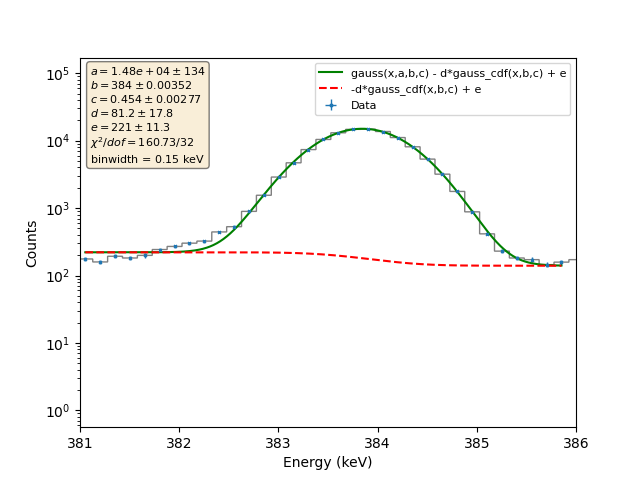 a = 1.48e + 04 ± 134
b = 384 ± 0.00352
c = 0.454 ± 0.00277
d = 81.2 ± 17.8
e = 221 ± 11.3
χ²/dof = 160.73/32
binwidth = 0.15 keV
gauss(x,a,b,c) - d*gauss_cdf(x,b,c) + e
-d*gauss_cdf(x,b,c) + e
Data
10⁵
10⁴
10³
10²
10¹
10⁰
Counts
381 382 383 384 385 386
Energy (keV)